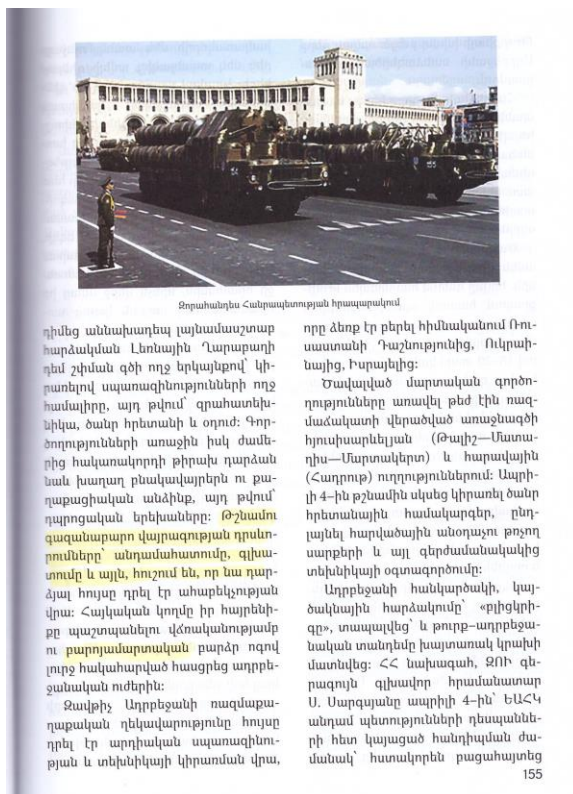 Զորահանդես Հանրապետության հրապարակում
դիմեց աննախադեպ լայնամասշտաբ
հարձակման Լեռնային Ղարաբաղի
դեմ շփման գծի ողջ երկայնքով՝ կի-
րառելով սպառազինությունների ողջ
համալիրը, այդ թվում՝ զրահատեխ-
նիկա, ծանր հրետանի և օդուժ։ Գոր-
ծողությունների առաջին իսկ ժամե-
րից հակառակորդի թիրախ դարձան
նաև խաղաղ բնակավայրերն ու քա-
ղաքացիական անձինք, այդ թվում՝
դպրոցական երեխաները։ Թշնամու
գազանաբարո վայրագության դրսևո-
րումները՝ անդամահատումը, գլխա-
տումը և այլն, հուշում են, որ նա դար-
ձյալ հույսը դրել էր ահաբեկչության
վրա։ Հայկական կողմը իր հայրենի-
քը պաշտպանելու վճռականությամբ
ու բարոյամարտական բարձր ոգով
լուրջ հակահարված հասցրեց ադրբե-
ջանական ուժերին։
Զավթիչ Ադրբեջանի ռազմաքա-
ղաքական ղեկավարությունը հույսը
դրել էր արդիական սպառազինու-
թյան և տեխնիկայի կիրառման վրա,
որը ձեռք էր բերել հիմնականում Ռու-
սաստանի Դաշնությունից, Ուկրաի-
նայից, Իսրայելից։
Ծավալված մարտական գործո-
ղությունները առավել թեժ էին ռազ-
մաճակատի վերածված առաջնագծի
հյուսիսարևելյան (Թալիշ—Մատա-
ղիս—Մարտակերտ) և հարավային
(Հադրութ) ուղղություններում։ Ապրի-
լի 4–ին թշնամին սկսեց կիրառել ծանր
հրետանային համակարգեր, ընդ-
լայնել հարվածային անօդաչու թռչող
սարքերի և այլ գերժամանակակից
տեխնիկայի օգտագործումը։
Ադրբեջանի հանկարծակի, կայ-
ծակնային հարձակումը՝ «բլիցկրի-
գը», տապալվեց՝ և թուրք–ադրբեջա-
նական տանդեմը խայտառակ կրախի
մատնվեց։ ՀՀ նախագահ, ԶՈՒ գե-
րագույն գլխավոր հրամանատար
Ս. Սարգսյանը ապրիլի 4–ին՝ ԵԱՀԿ
անդամ պետությունների դեսպաննե-
րի հետ կայացած հանդիպման ժա-
մանակ՝ հստակորեն բացահայտեց
155